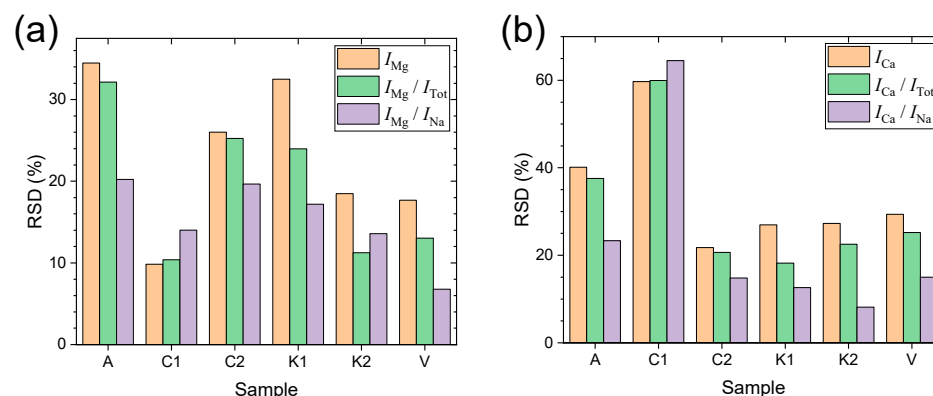 (a)
I_Mg
I_Mg / I_Tot
I_Mg / I_Na
RSD (%)
30
20
10
0
A C1 C2 K1 K2 V
Sample
(b)
I_Ca
I_Ca / I_Tot
I_Ca / I_Na
RSD (%)
60
40
20
0
A C1 C2 K1 K2 V
Sample